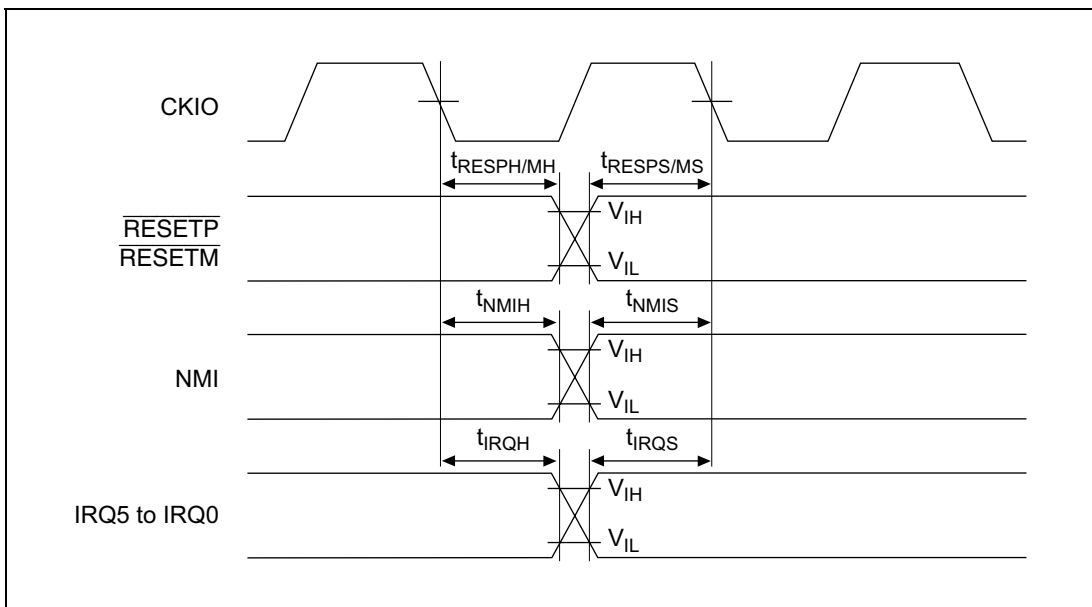 CKIO
tRESPH/MH tRESPS/MS
RESETP
RESETM
VIH
VIL
tNMIH tNMIS
NMI
VIH
VIL
tIRQH tIRQS
IRQ5 to IRQ0
VIH
VIL